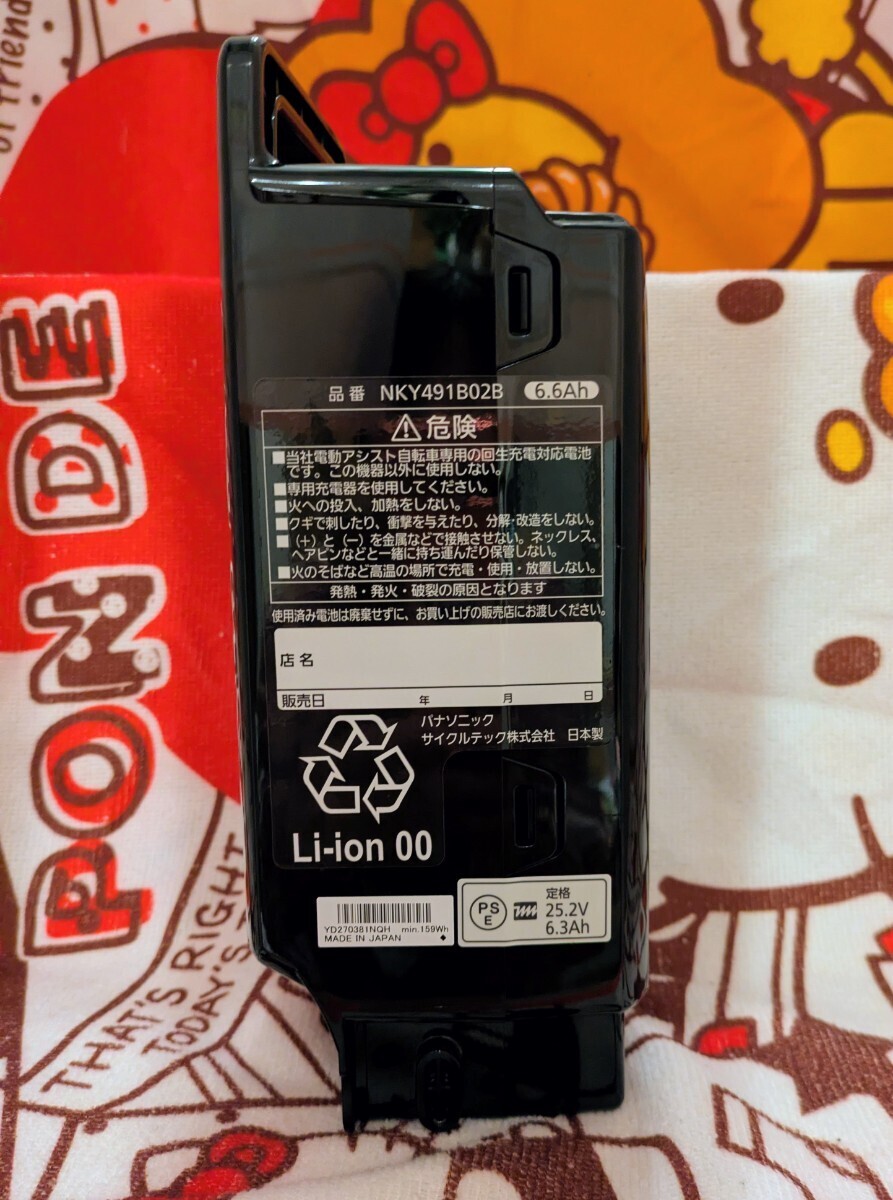 of friend
PON DE
THAT'S RIGHT
TODAY'S
品番 NKY491B02B 6.6Ah
危険
■当社電動アシスト自転車専用の回生充電対応電池
です。この機器以外に使用しない。
■専用充電器を使用してください。
■火への投入、加熱をしない。
■クギで刺したり、衝撃を与えたり、分解・改造をしない。
■(+)と(ー)を金属などで接触させない。ネックレス、
ヘアピンなどと一緒に持ち運んだり保管しない。
■火のそばなど高温の場所で充電・使用・放置しない。
発熱・発火・破裂の原因となります
使用済み電池は廃棄せずに、お買い上げの販売店にお渡しください。
店名
販売日 年 月 日
パナソニック
サイクルテック株式会社 日本製
Li-ion 00
YD270381NQH min.159Wh
MADE IN JAPAN
PS
E
定格
25.2V
6.3Ah